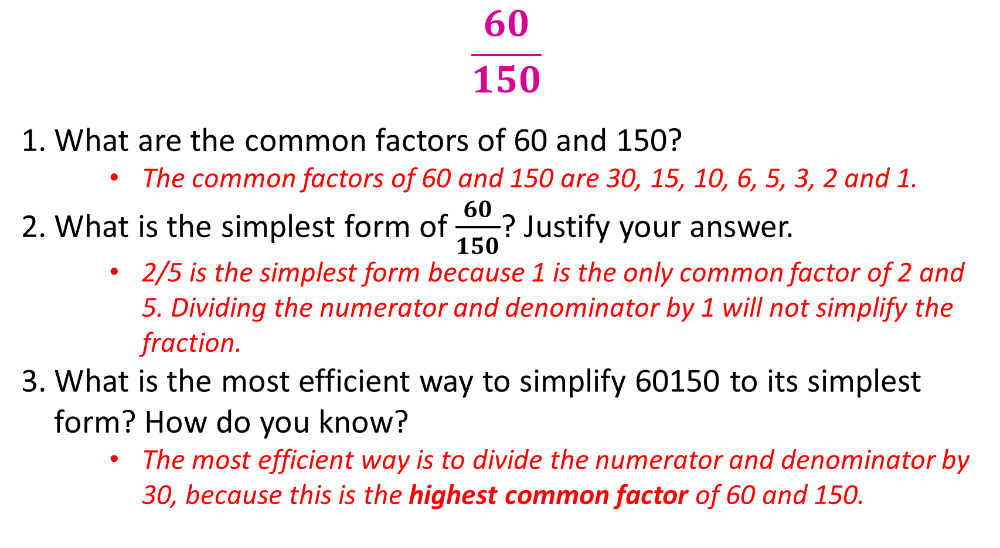 60
150
1. What are the common factors of 60 and 150?
• The common factors of 60 and 150 are 30, 15, 10, 6, 5, 3, 2 and 1.
2. What is the simplest form of 60/150? Justify your answer.
• 2/5 is the simplest form because 1 is the only common factor of 2 and
5. Dividing the numerator and denominator by 1 will not simplify the
fraction.
3. What is the most efficient way to simplify 60150 to its simplest
form? How do you know?
• The most efficient way is to divide the numerator and denominator by
30, because this is the highest common factor of 60 and 150.